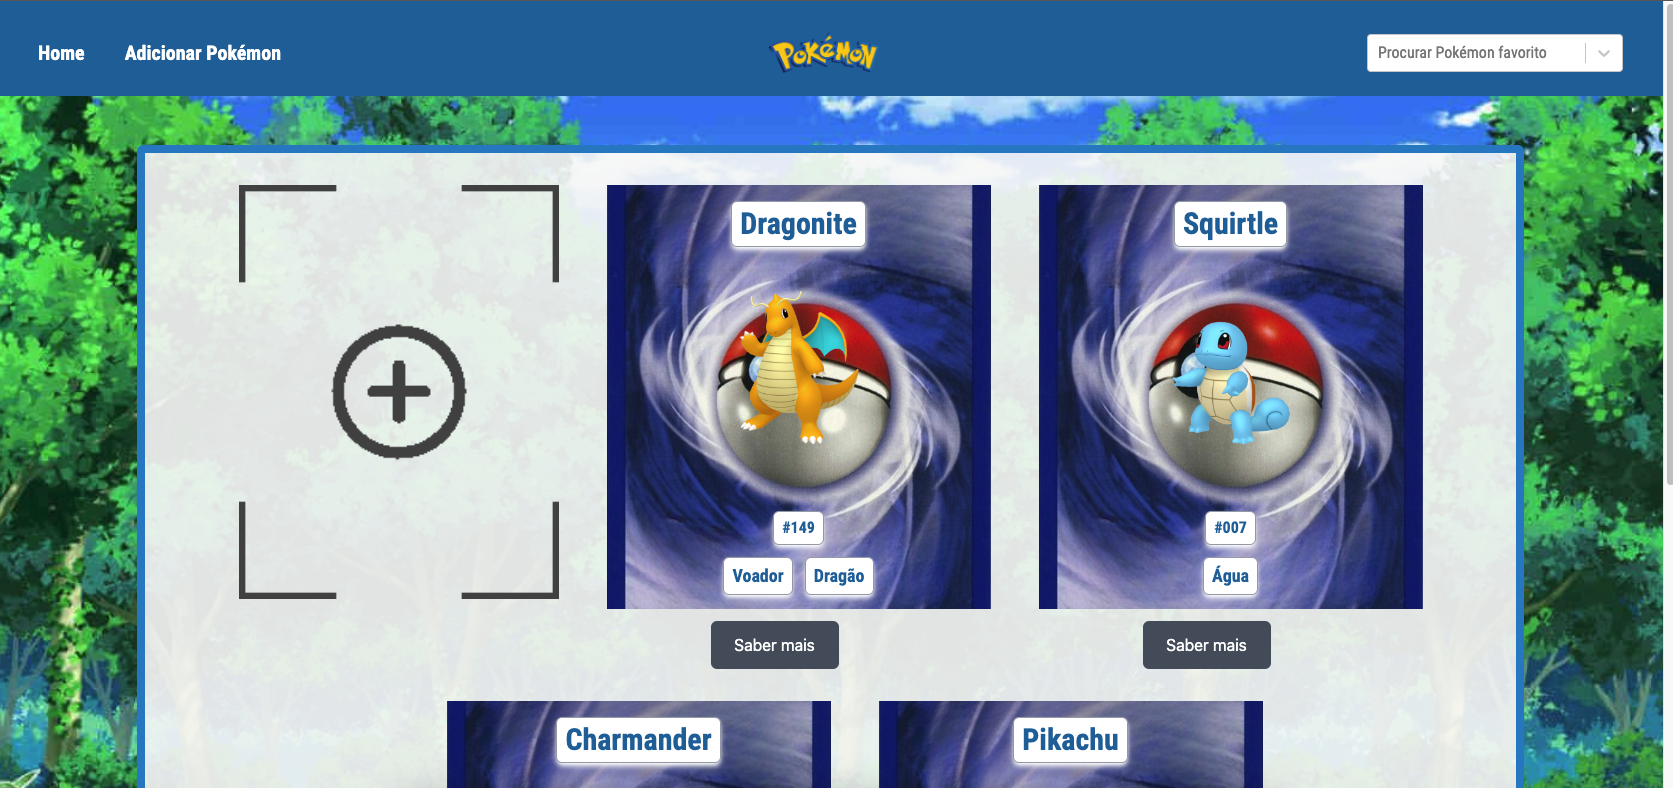 Home
Adicionar Pokémon
POKéMON
Procurar Pokémon favorito
Dragonite
#149
Voador
Dragão
Saber mais
Squirtle
#007
Água
Saber mais
Charmander
Pikachu